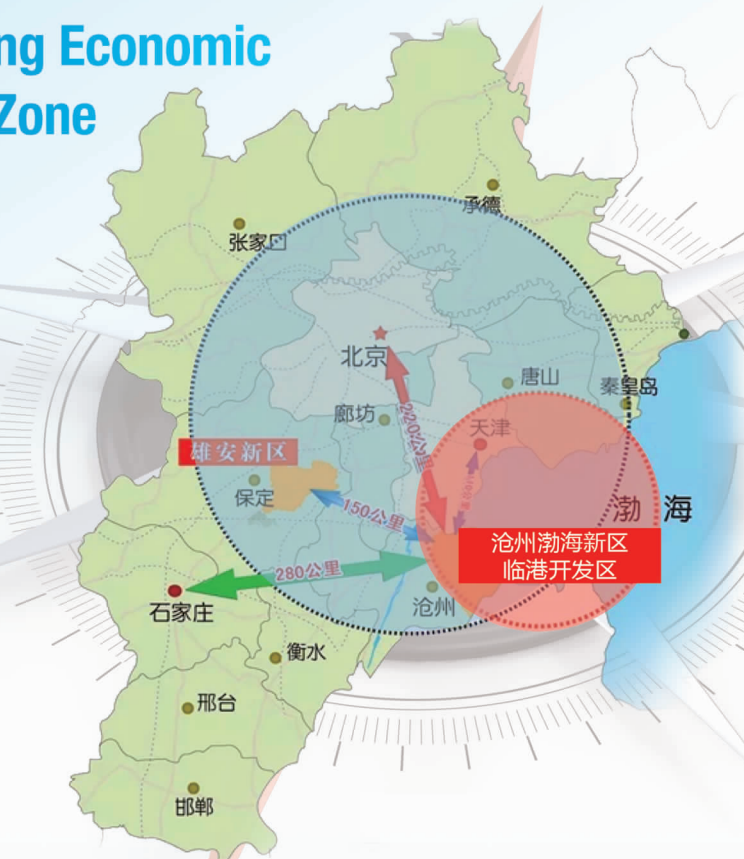 ng Economic
Zone
承德
张家口
北京
唐山
秦皇岛
廊坊
天津
220公里
雄安新区
保定
150公里
渤 海
沧州渤海新区
临港开发区
280公里
沧州
石家庄
衡水
邢台
邯郸